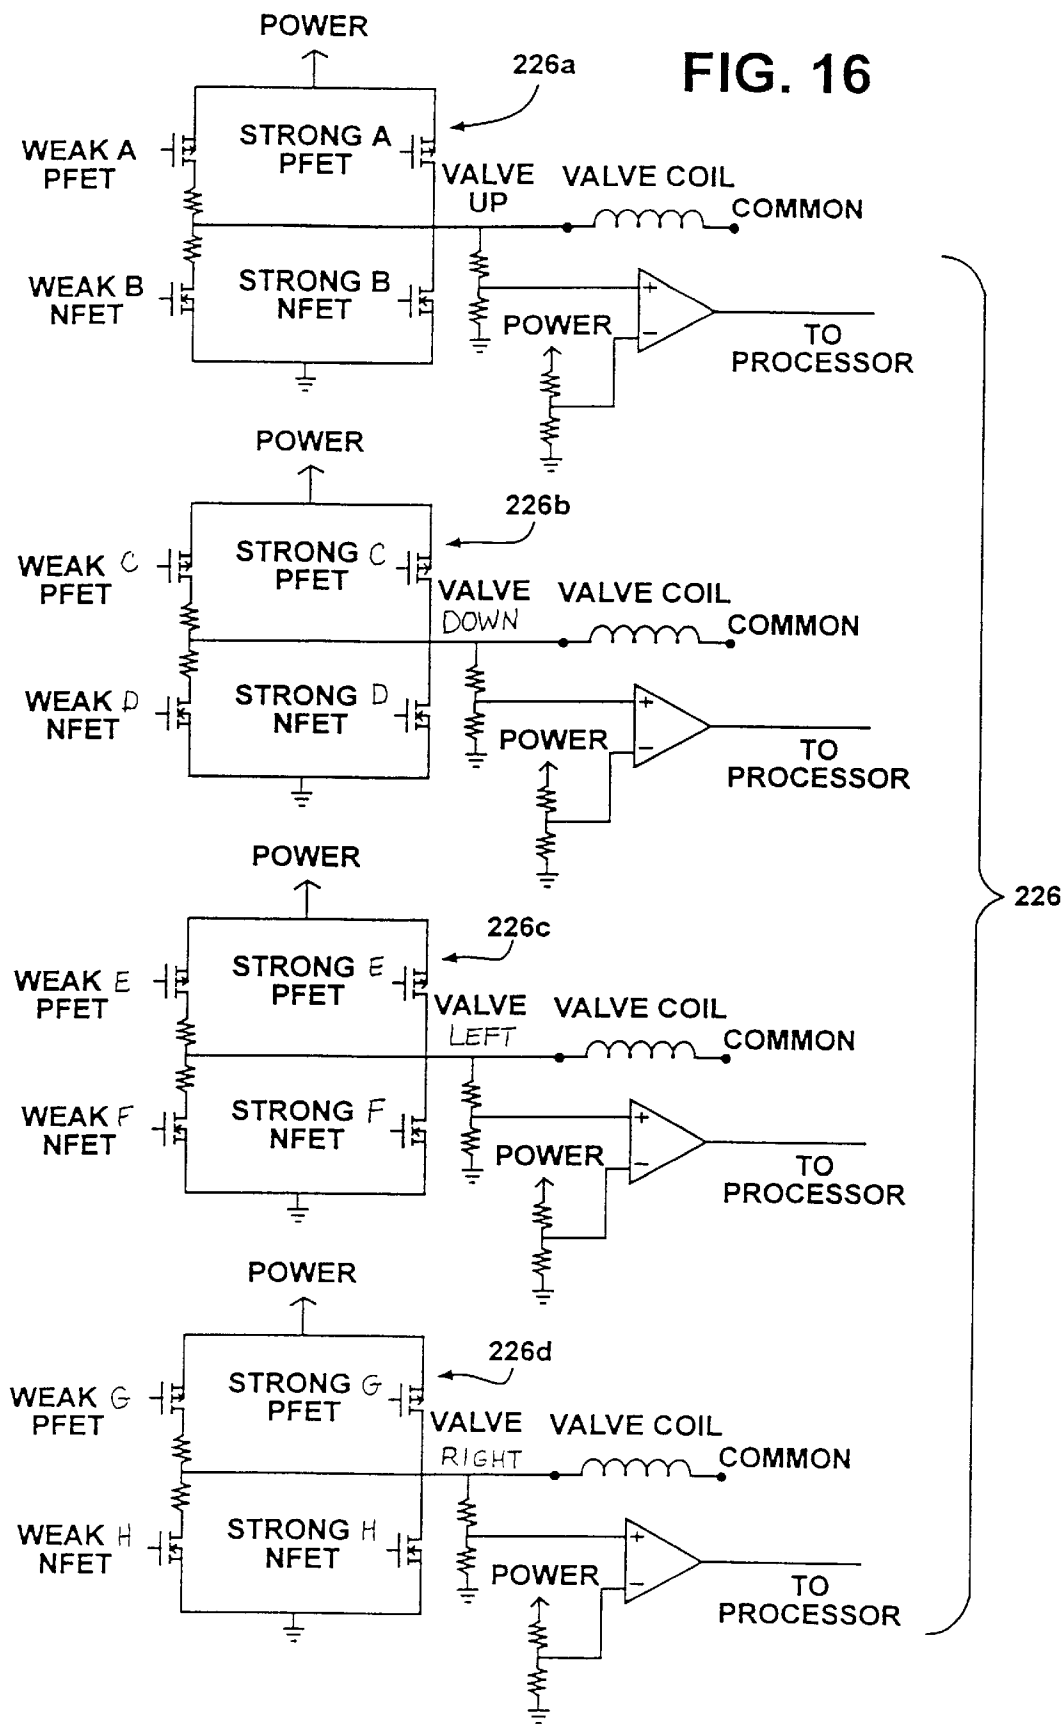 FIG. 16
POWER
226a
WEAK A
PFET
STRONG A
PFET
VALVE
UP
VALVE COIL
COMMON
WEAK B
NFET
STRONG B
NFET
POWER
+
−
TO
PROCESSOR
POWER
226b
WEAK C
PFET
STRONG C
PFET
VALVE
DOWN
VALVE COIL
COMMON
WEAK D
NFET
STRONG D
NFET
POWER
+
−
TO
PROCESSOR
226
POWER
226c
WEAK E
PFET
STRONG E
PFET
VALVE
LEFT
VALVE COIL
COMMON
WEAK F
NFET
STRONG F
NFET
POWER
+
−
TO
PROCESSOR
POWER
226d
WEAK G
PFET
STRONG G
PFET
VALVE
RIGHT
VALVE COIL
COMMON
WEAK H
NFET
STRONG H
NFET
POWER
+
−
TO
PROCESSOR